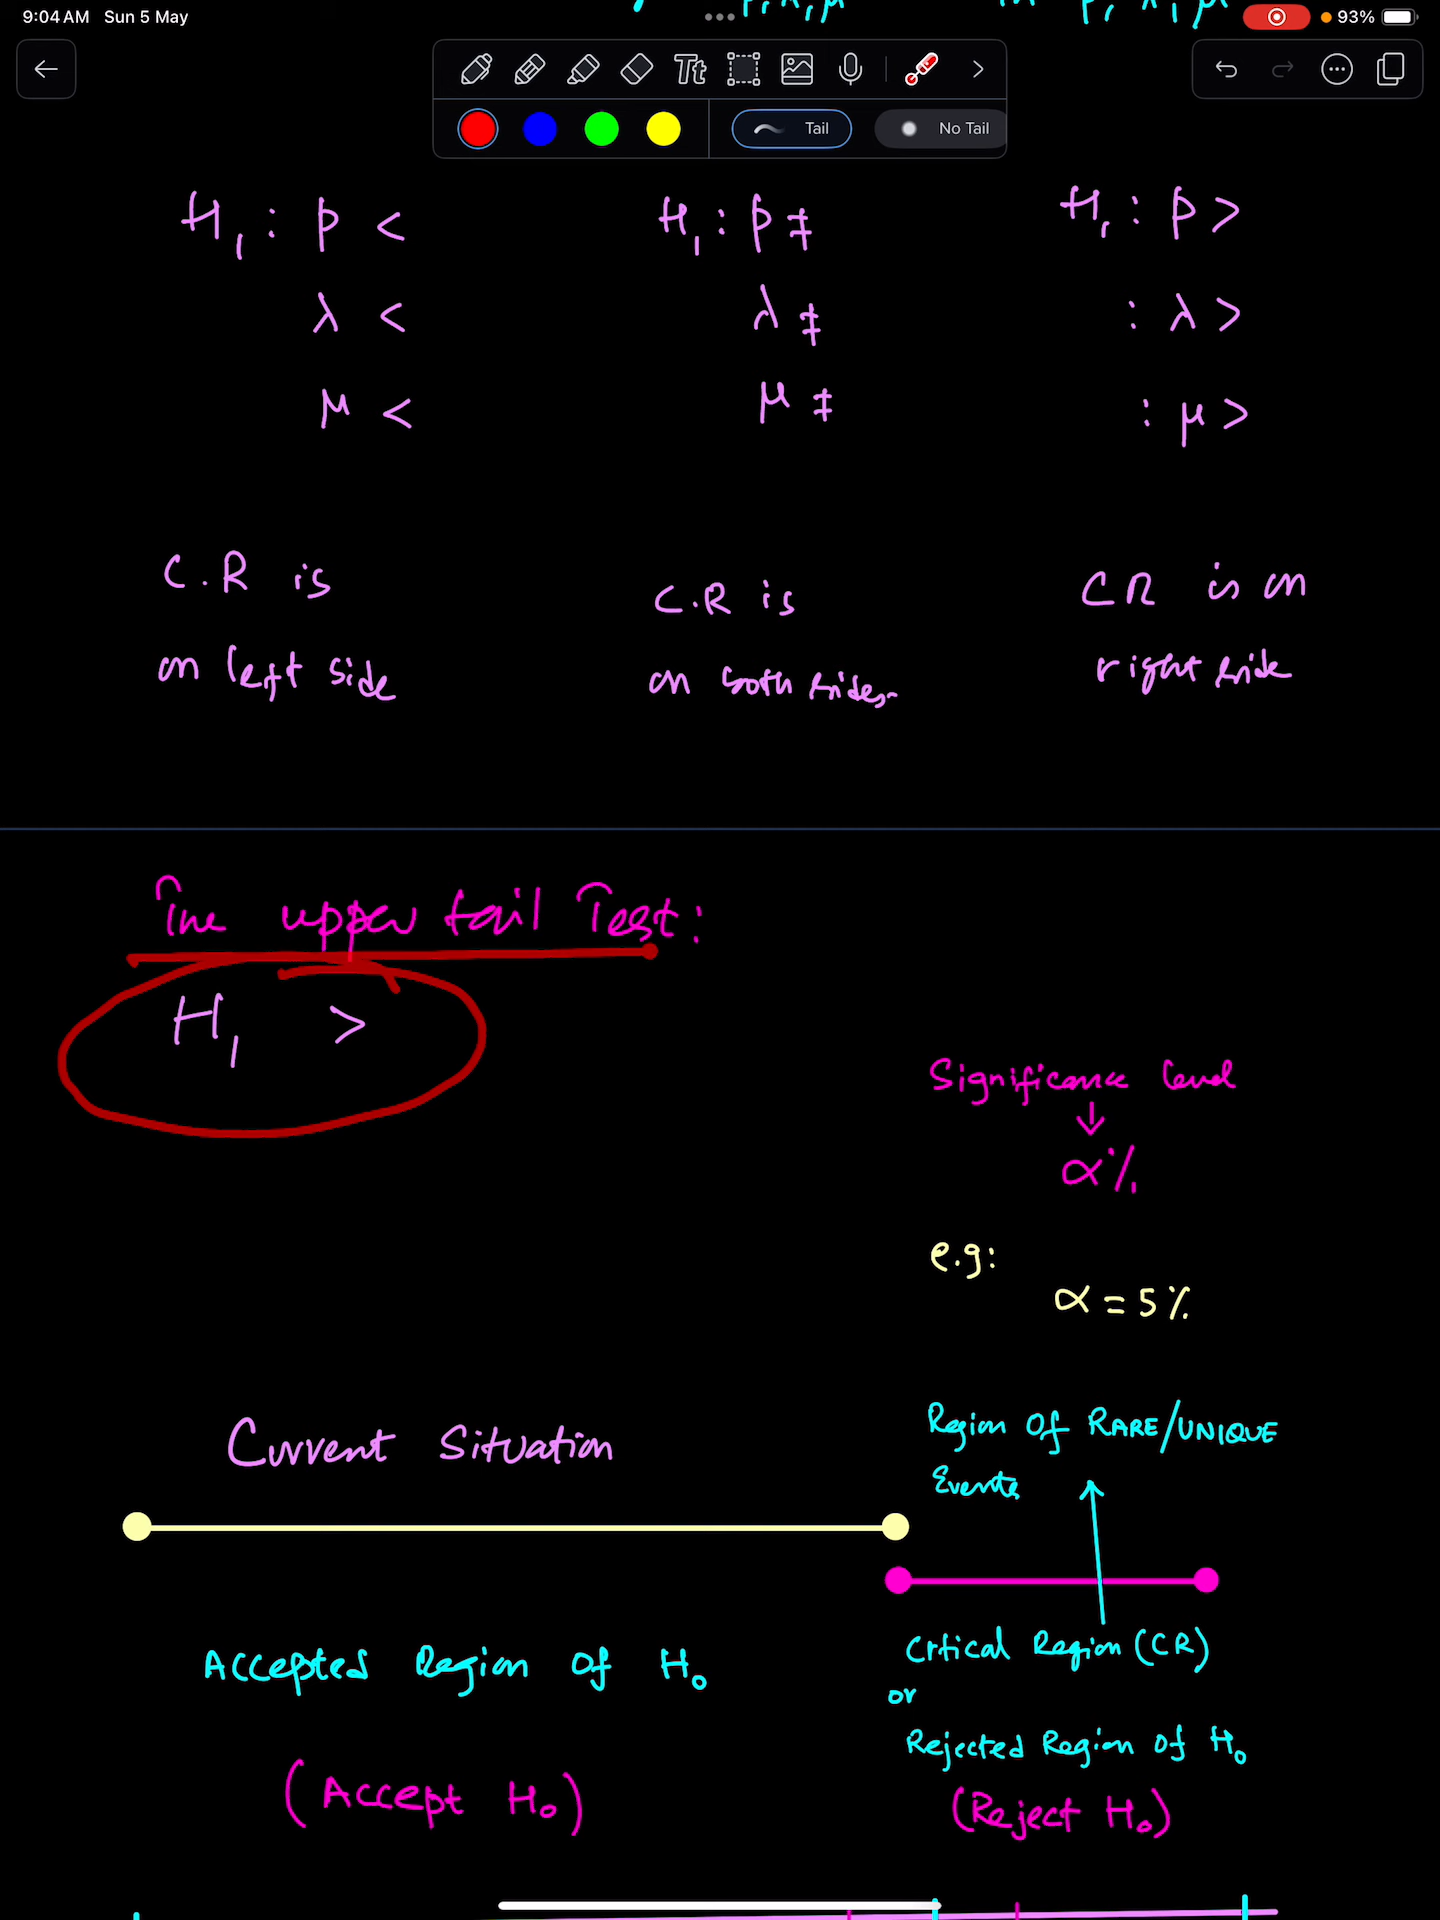 9:04 AM Sun 5 May
93%
Tt
Tail
No Tail
H₁ : p <
λ <
μ <
H₁ : p ≠
λ ≠
μ ≠
H₁ : p >
: λ >
: μ >
C.R is
on left side
C.R is
on both sides
CR is on
right side
The upper tail Test:
H₁ >
Significance level
↓
α%
e.g:
α = 5%
Current Situation
Region Of RARE/UNIQUE
Events
Accepted Region Of H₀
(Accept H₀)
Crtical Region (CR)
or
Rejected Region Of H₀
(Reject H₀)